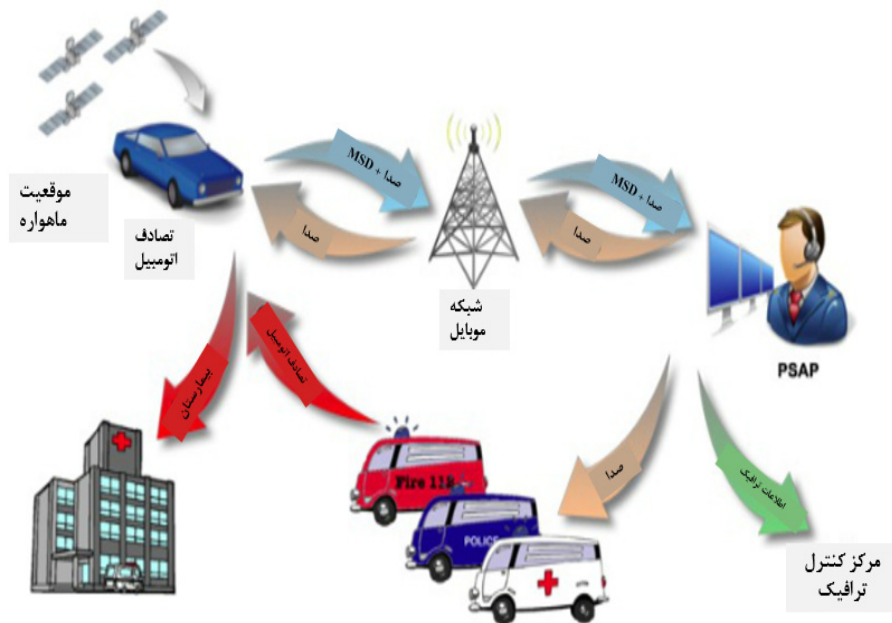 موقعیت
ماهواره
تصادف
اتومبیل
صدا + MSD
صدا
شبکه
موبایل
صدا + MSD
صدا
PSAP
بیمارستان
تصادف اتومبیل
Fire 112
POLICE
صدا
اطلاعات ترافیک
مرکز کنترل
ترافیک